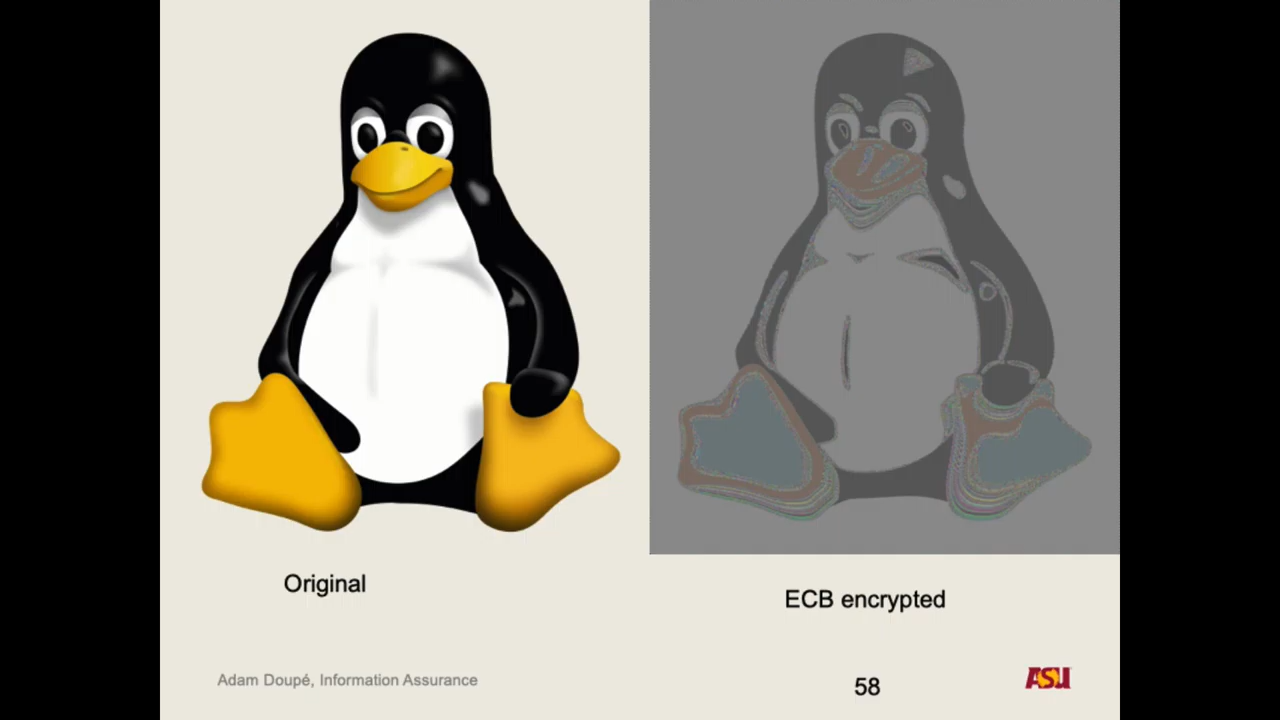 Original
ECB encrypted
Adam Doupé, Information Assurance
58
ASU